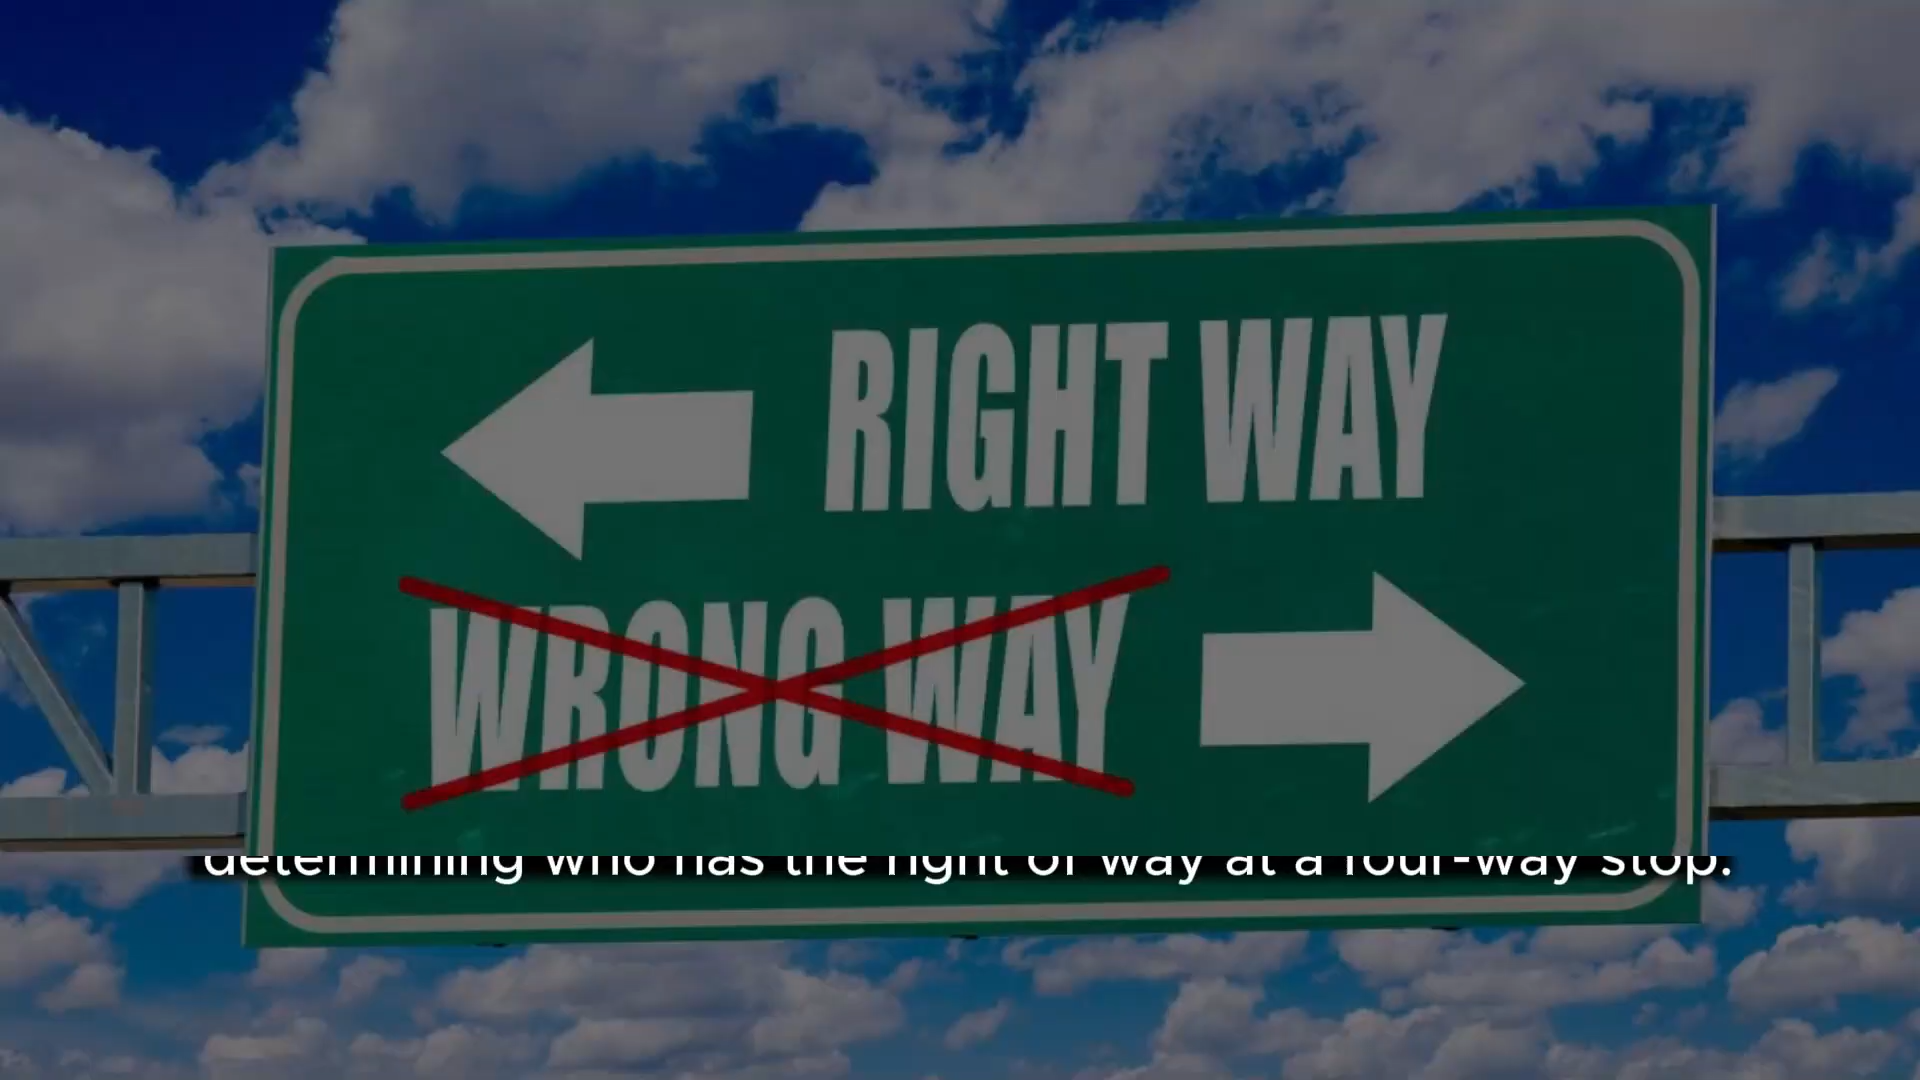 RIGHT WAY
WRONG WAY
determining who has the right of way at a four-way stop.